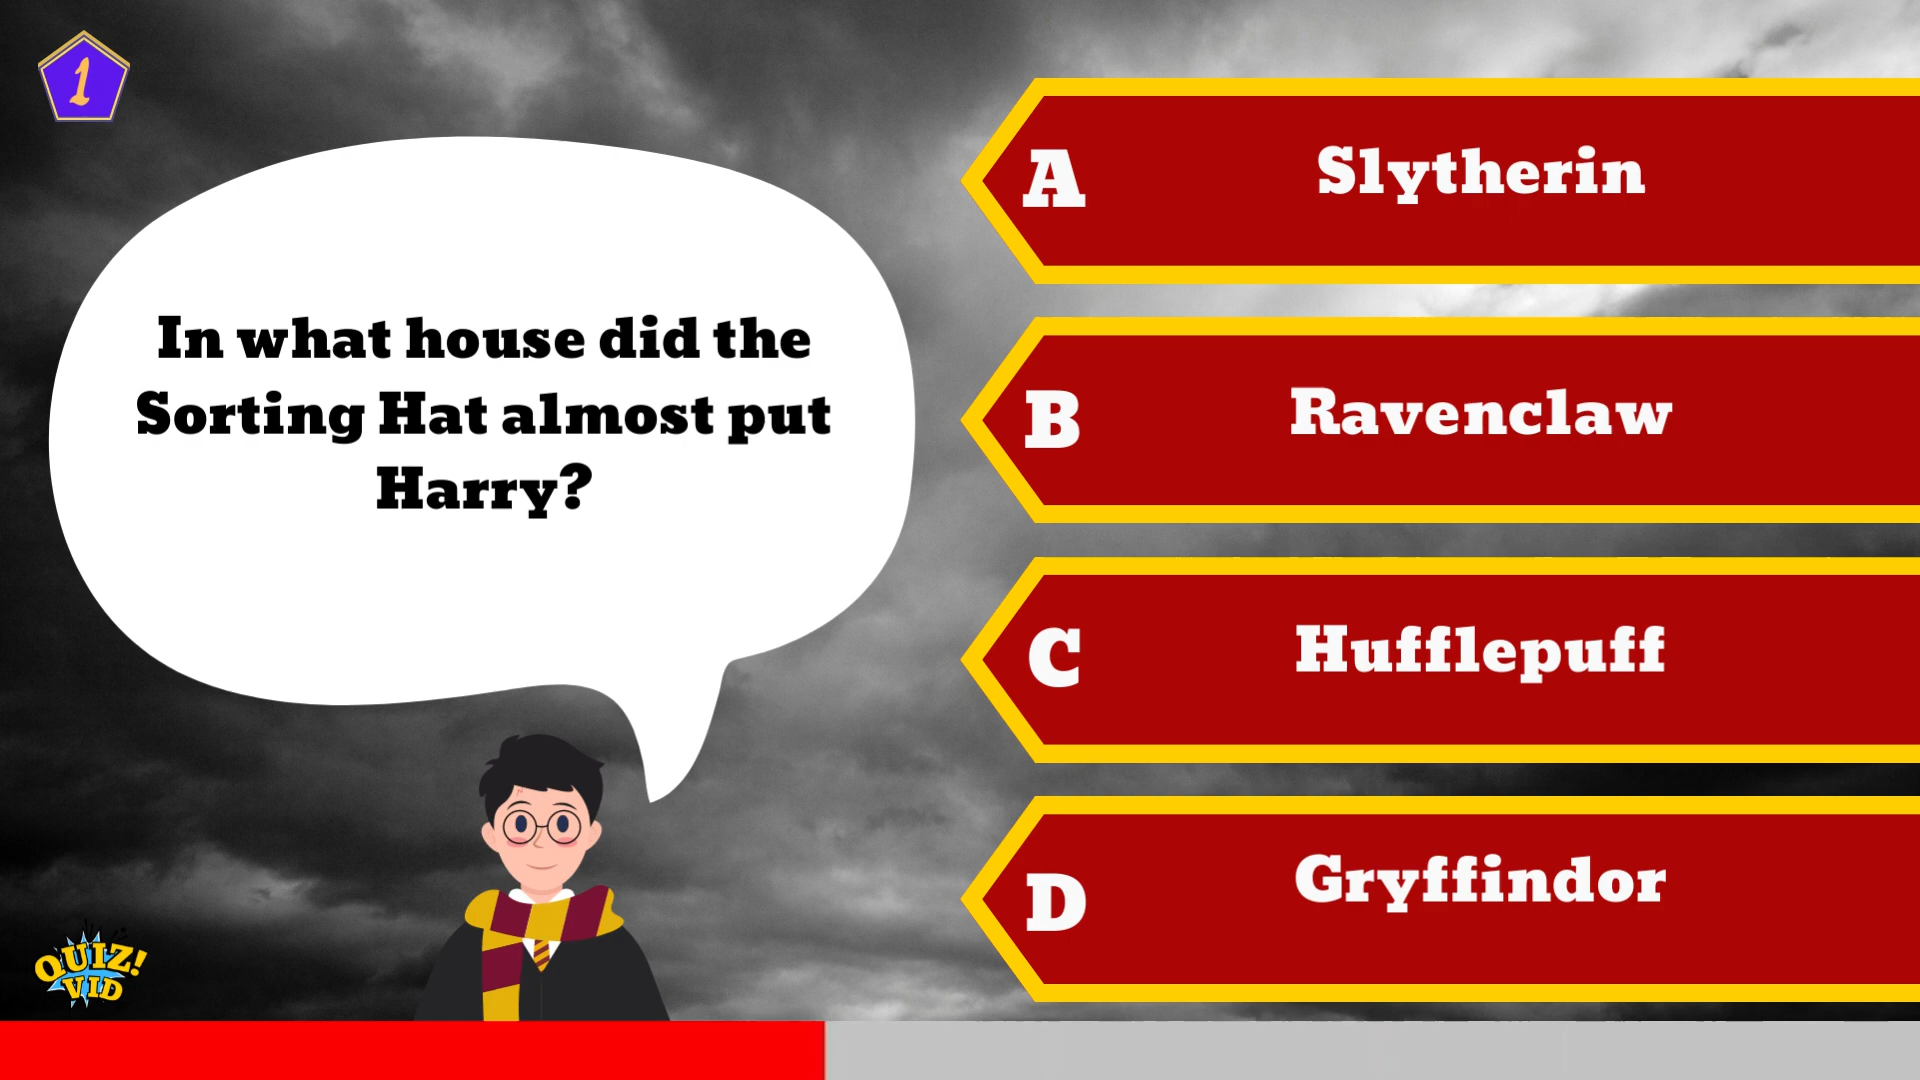 1
In what house did the
Sorting Hat almost put
Harry?
A
Slytherin
B
Ravenclaw
C
Hufflepuff
D
Gryffindor
QUIZ!
VID